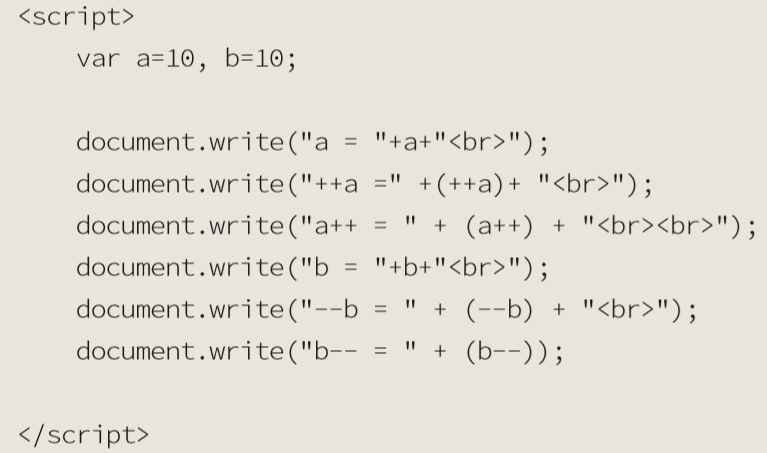 <script>
var a=10, b=10;
document.write("a = "+a+"<br>");
document.write("++a =" +(++a)+ "<br>");
document.write("a++ = " + (a++) + "<br><br>");
document.write("b = "+b+"<br>");
document.write("--b = " + (--b) + "<br>");
document.write("b-- = " + (b--));
</script>